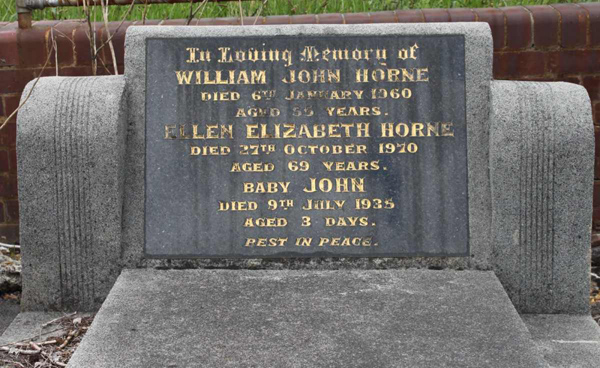 In Loving Memory of
WILLIAM JOHN HORNE
DIED 6TH JANUARY 1960
AGED 55 YEARS.
ELLEN ELIZABETH HORNE
DIED 27TH OCTOBER 1970
AGED 69 YEARS.
BABY JOHN
DIED 9TH JULY 1935
AGED 3 DAYS.
REST IN PEACE.